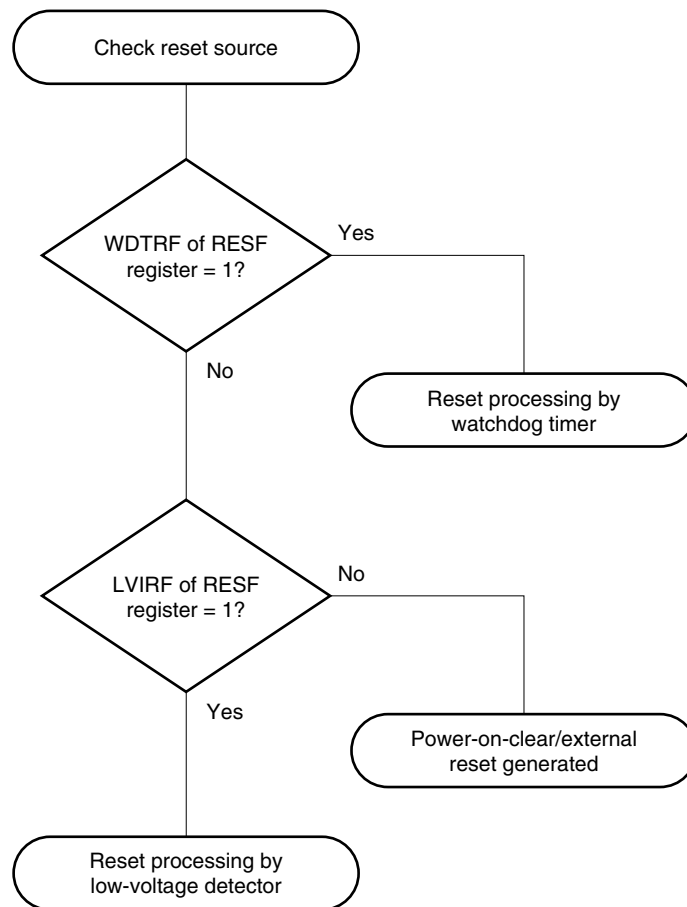 Check reset source
WDTRF of RESF
register = 1?
Yes
No
Reset processing by
watchdog timer
LVIRF of RESF
register = 1?
No
Yes
Power-on-clear/external
reset generated
Reset processing by
low-voltage detector